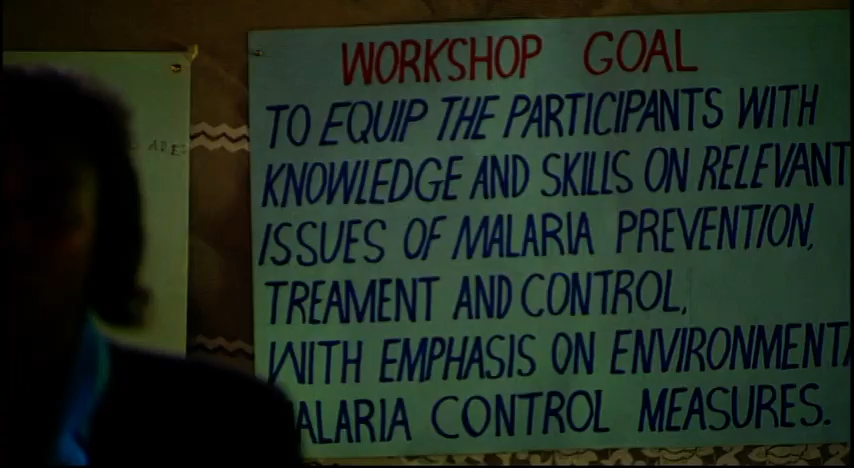 WORKSHOP GOAL
TO EQUIP THE PARTICIPANTS WITH
KNOWLEDGE AND SKILLS ON RELEVANT
ISSUES OF MALARIA PREVENTION,
TREAMENT AND CONTROL,
WITH EMPHASIS ON ENVIRONMENTA
ALARIA CONTROL MEASURES.
ARE